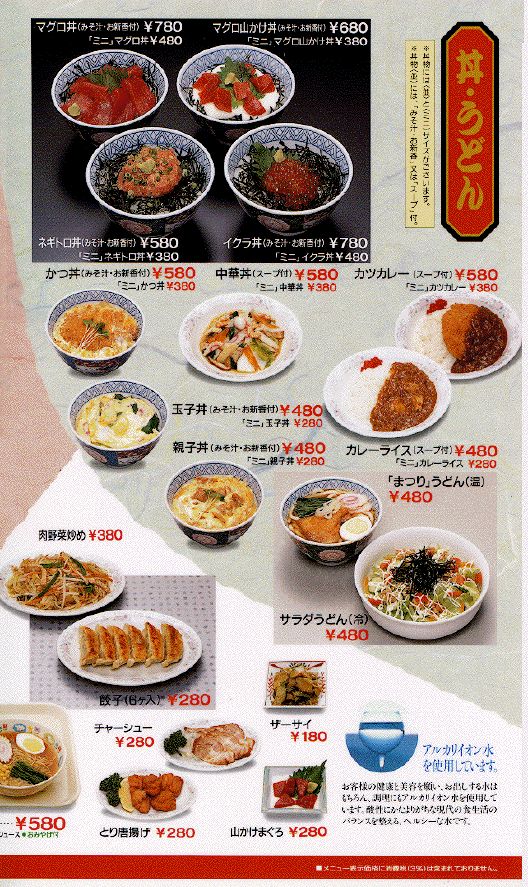 丼・うどん
※丼物には〈並〉と〈ミニ〉サイズがございます。
※丼物〈並〉には、「みそ汁・お新香」又は「スープ」付。
マグロ丼(みそ汁・お新香付) ¥780
「ミニ」マグロ丼 ¥480
マグロ山かけ丼(みそ汁・お新香付) ¥680
「ミニ」マグロ山かけ丼 ¥380
ネギトロ丼(みそ汁・お新香付) ¥580
「ミニ」ネギトロ丼 ¥390
イクラ丼(みそ汁・お新香付) ¥780
「ミニ」イクラ丼 ¥480
かつ丼(みそ汁・お新香付) ¥580
「ミニ」かつ丼 ¥380
中華丼(スープ付) ¥580
「ミニ」中華丼 ¥380
カツカレー(スープ付) ¥580
「ミニ」カツカレー ¥380
玉子丼(みそ汁・お新香付) ¥480
「ミニ」玉子丼 ¥280
親子丼(みそ汁・お新香付) ¥480
「ミニ」親子丼 ¥280
カレーライス(スープ付) ¥480
「ミニ」カレーライス ¥280
「まつり」うどん(温)
¥480
肉野菜炒め ¥380
サラダうどん(冷)
¥480
餃子(6ヶ入) ¥280
チャーシュー
¥280
ザーサイ
¥180
アルカリイオン水
を使用しています。
お客様の健康と美容を願い、お出しする水は
もちろん、調理にもアルカリイオン水を使用して
います。酸性にかたよりがちな現代の食生活の
バランスを整える、ヘルシーな水です。
¥580
ュース●おみやげ付
とり唐揚げ ¥280
山かけまぐろ ¥280
■メニュー表示価格に消費税(3%)は含まれておりません。